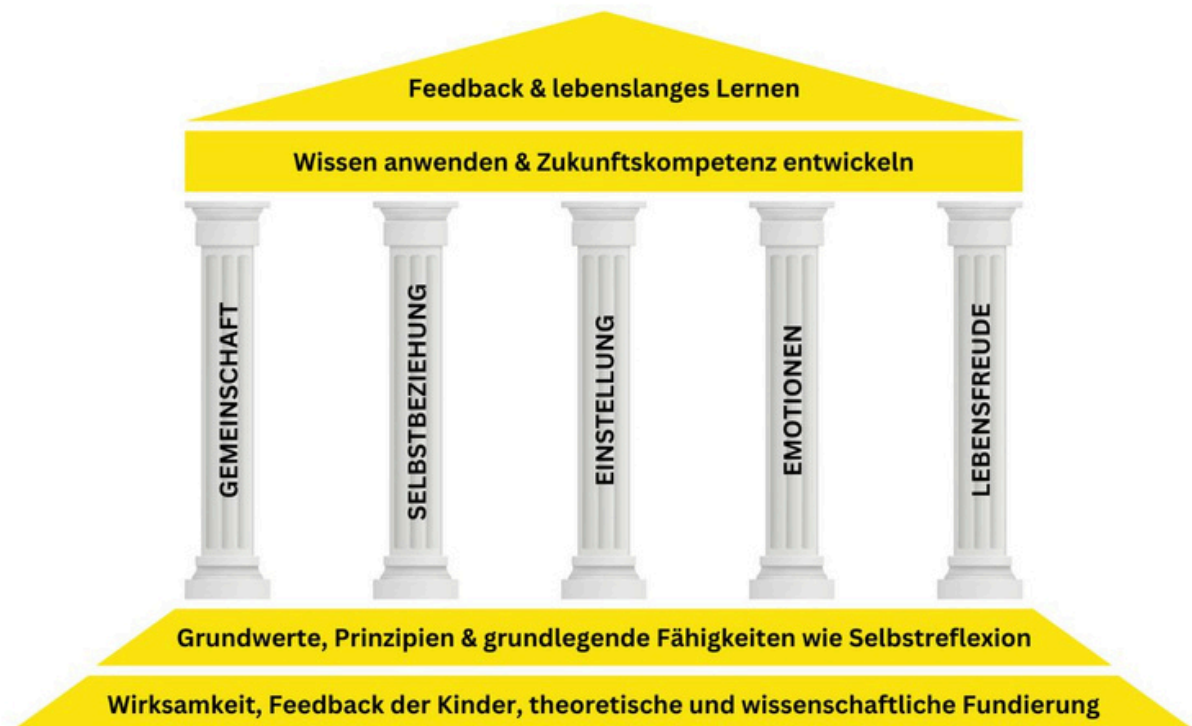 Feedback & lebenslanges Lernen
Wissen anwenden & Zukunftskompetenz entwickeln
GEMEINSCHAFT
SELBSTBEZIEHUNG
EINSTELLUNG
EMOTIONEN
LEBENSFREUDE
Grundwerte, Prinzipien & grundlegende Fähigkeiten wie Selbstreflexion
Wirksamkeit, Feedback der Kinder, theoretische und wissenschaftliche Fundierung